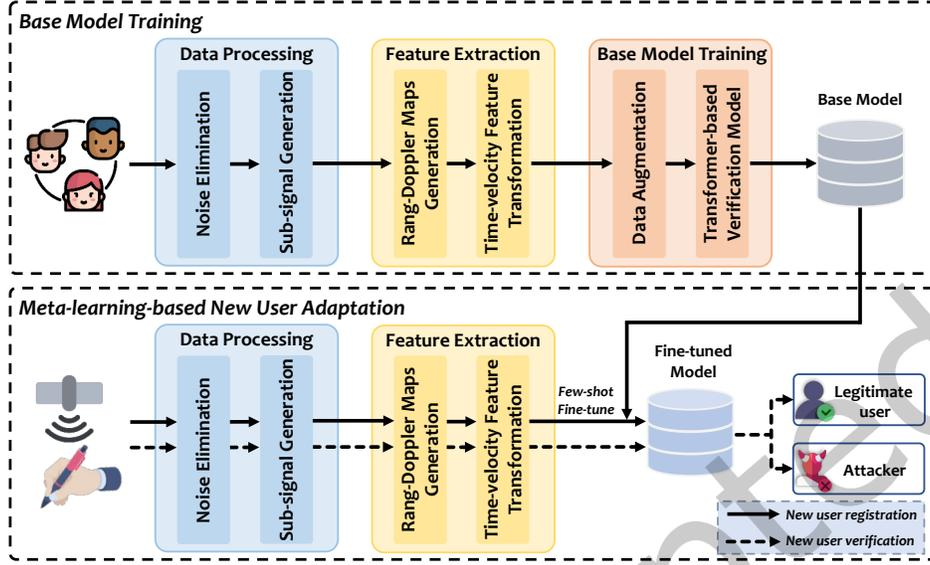 Base Model Training
Data Processing
Noise Elimination
Sub-signal Generation
Feature Extraction
Rang-Doppler Maps
Generation
Time-velocity Feature
Transformation
Base Model Training
Data Augmentation
Transformer-based
Verification Model
Base Model
Meta-learning-based New User Adaptation
Data Processing
Noise Elimination
Sub-signal Generation
Feature Extraction
Rang-Doppler Maps
Generation
Time-velocity Feature
Transformation
Few-shot
Fine-tune
Fine-tuned
Model
Legitimate
user
Attacker
New user registration
New user verification